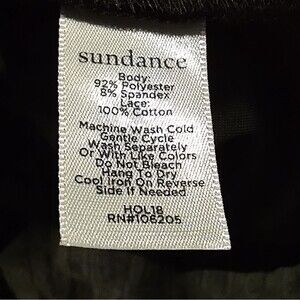 sundance
Body:
92% Polyester
8% Spandex
Lace:
100% Cotton
Machine Wash Cold
Gentle Cycle
Wash Separately
Or With Like Colors
Do Not Bleach
Hang To Dry
Cool Iron On Reverse
Side If Needed
HOL18
RN#106205